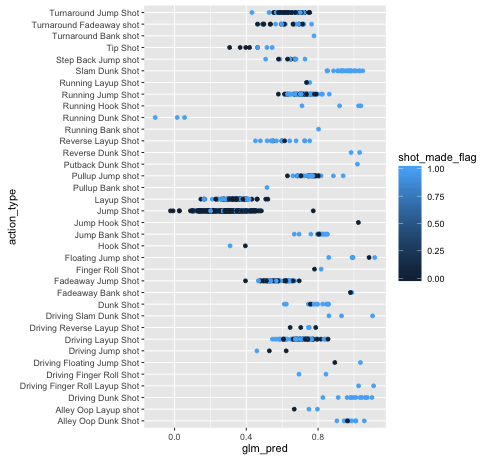 Turnaround Jump Shot
Turnaround Fadeaway shot
Turnaround Bank shot
Tip Shot
Step Back Jump shot
Slam Dunk Shot
Running Layup Shot
Running Jump Shot
Running Hook Shot
Running Dunk Shot
Running Bank shot
Reverse Layup Shot
Reverse Dunk Shot
Putback Dunk Shot
Pullup Jump shot
Pullup Bank shot
Layup Shot
Jump Shot
Jump Hook Shot
Jump Bank Shot
Hook Shot
Floating Jump shot
Finger Roll Shot
Fadeaway Jump Shot
Fadeaway Bank shot
Dunk Shot
Driving Slam Dunk Shot
Driving Reverse Layup Shot
Driving Layup Shot
Driving Jump shot
Driving Floating Jump Shot
Driving Finger Roll Shot
Driving Finger Roll Layup Shot
Driving Dunk Shot
Alley Oop Layup shot
Alley Oop Dunk Shot
action_type
0.0 0.4 0.8
glm_pred
shot_made_flag
1.00
0.75
0.50
0.25
0.00